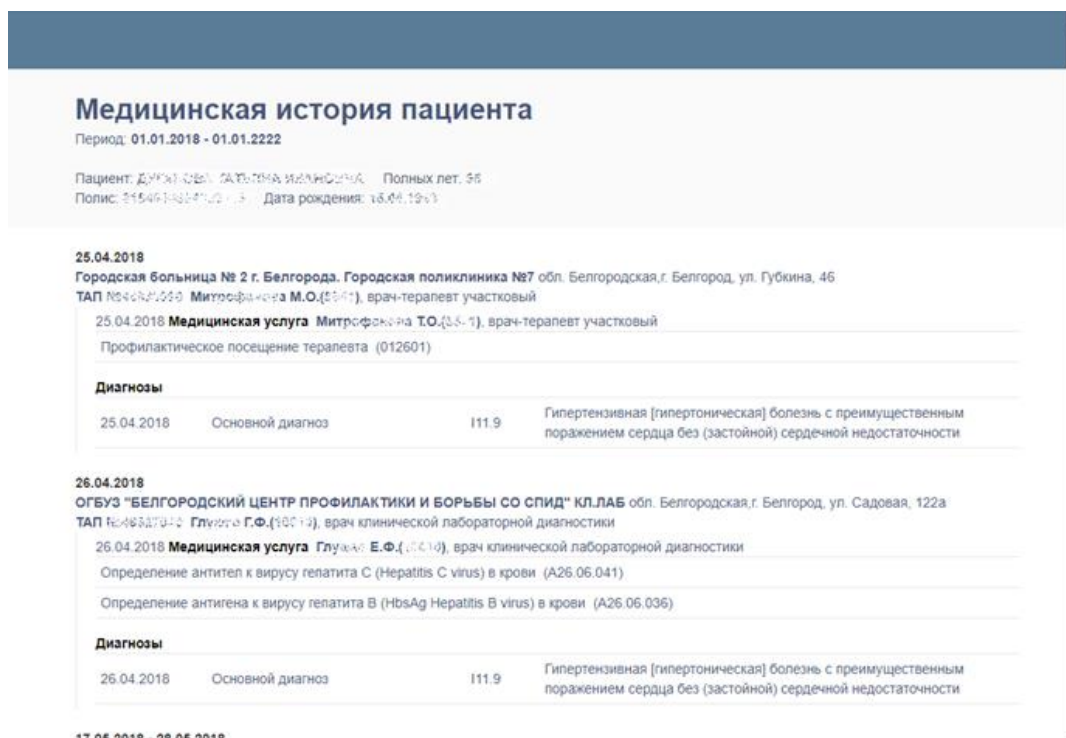 Медицинская история пациента
Период: 01.01.2018 - 01.01.2222
Пациент: Полных лет:
Полис: Дата рождения:
25.04.2018
Городская больница № 2 г. Белгорода. Городская поликлиника №7 обл. Белгородская,г. Белгород, ул. Губкина, 46
ТАП М.О. врач-терапевт участковый
25.04.2018 Медицинская услуга Т.О. врач-терапевт участковый
Профилактическое посещение терапевта (012601)
Диагнозы
25.04.2018 Основной диагноз I11.9 Гипертензивная [гипертоническая] болезнь с преимущественным
поражением сердца без (застойной) сердечной недостаточности
26.04.2018
ОГБУЗ "БЕЛГОРОДСКИЙ ЦЕНТР ПРОФИЛАКТИКИ И БОРЬБЫ СО СПИД" КЛ.ЛАБ обл. Белгородская,г. Белгород, ул. Садовая, 122а
ТАП Г.Ф. врач клинической лабораторной диагностики
26.04.2018 Медицинская услуга Е.Ф. врач клинической лабораторной диагностики
Определение антител к вирусу гепатита С (Hepatitis C virus) в крови (A26.06.041)
Определение антигена к вирусу гепатита В (HbsAg Hepatitis B virus) в крови (A26.06.036)
Диагнозы
26.04.2018 Основной диагноз I11.9 Гипертензивная [гипертоническая] болезнь с преимущественным
поражением сердца без (застойной) сердечной недостаточности
17.05.2018 - 28.05.2018